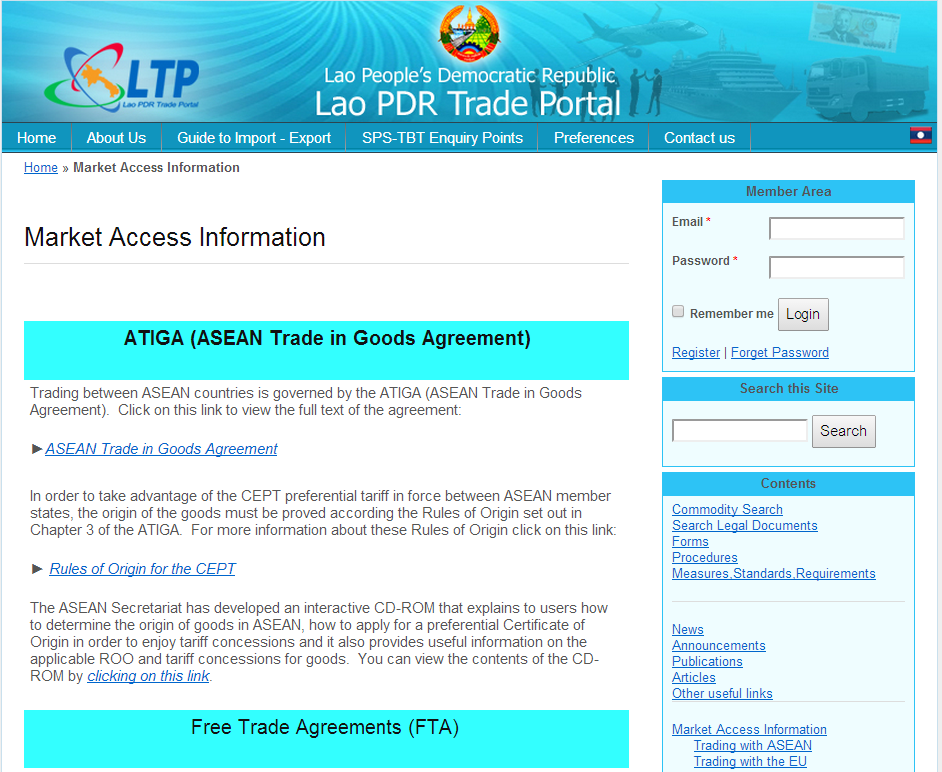 LTP
Lao PDR Trade Portal
Lao People's Democratic Republic
Lao PDR Trade Portal
Home
About Us
Guide to Import - Export
SPS-TBT Enquiry Points
Preferences
Contact us
Home » Market Access Information
Market Access Information
ATIGA (ASEAN Trade in Goods Agreement)
Trading between ASEAN countries is governed by the ATIGA (ASEAN Trade in Goods
Agreement).  Click on this link to view the full text of the agreement:
►ASEAN Trade in Goods Agreement
In order to take advantage of the CEPT preferential tariff in force between ASEAN member
states, the origin of the goods must be proved according the Rules of Origin set out in
Chapter 3 of the ATIGA.  For more information about these Rules of Origin click on this link:
► Rules of Origin for the CEPT
The ASEAN Secretariat has developed an interactive CD-ROM that explains to users how
to determine the origin of goods in ASEAN, how to apply for a preferential Certificate of
Origin in order to enjoy tariff concessions and it also provides useful information on the
applicable ROO and tariff concessions for goods.  You can view the contents of the CD-
ROM by clicking on this link.
Free Trade Agreements (FTA)
Member Area
Email *
Password *
Remember me
Login
Register | Forget Password
Search this Site
Search
Contents
Commodity Search
Search Legal Documents
Forms
Procedures
Measures,Standards,Requirements
News
Announcements
Publications
Articles
Other useful links
Market Access Information
Trading with ASEAN
Trading with the EU